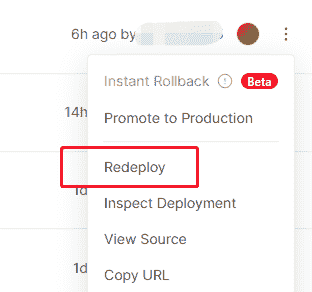 6h ago by
Instant Rollback Beta
14h
Promote to Production
1d
Redeploy
Inspect Deployment
View Source
1d
Copy URL